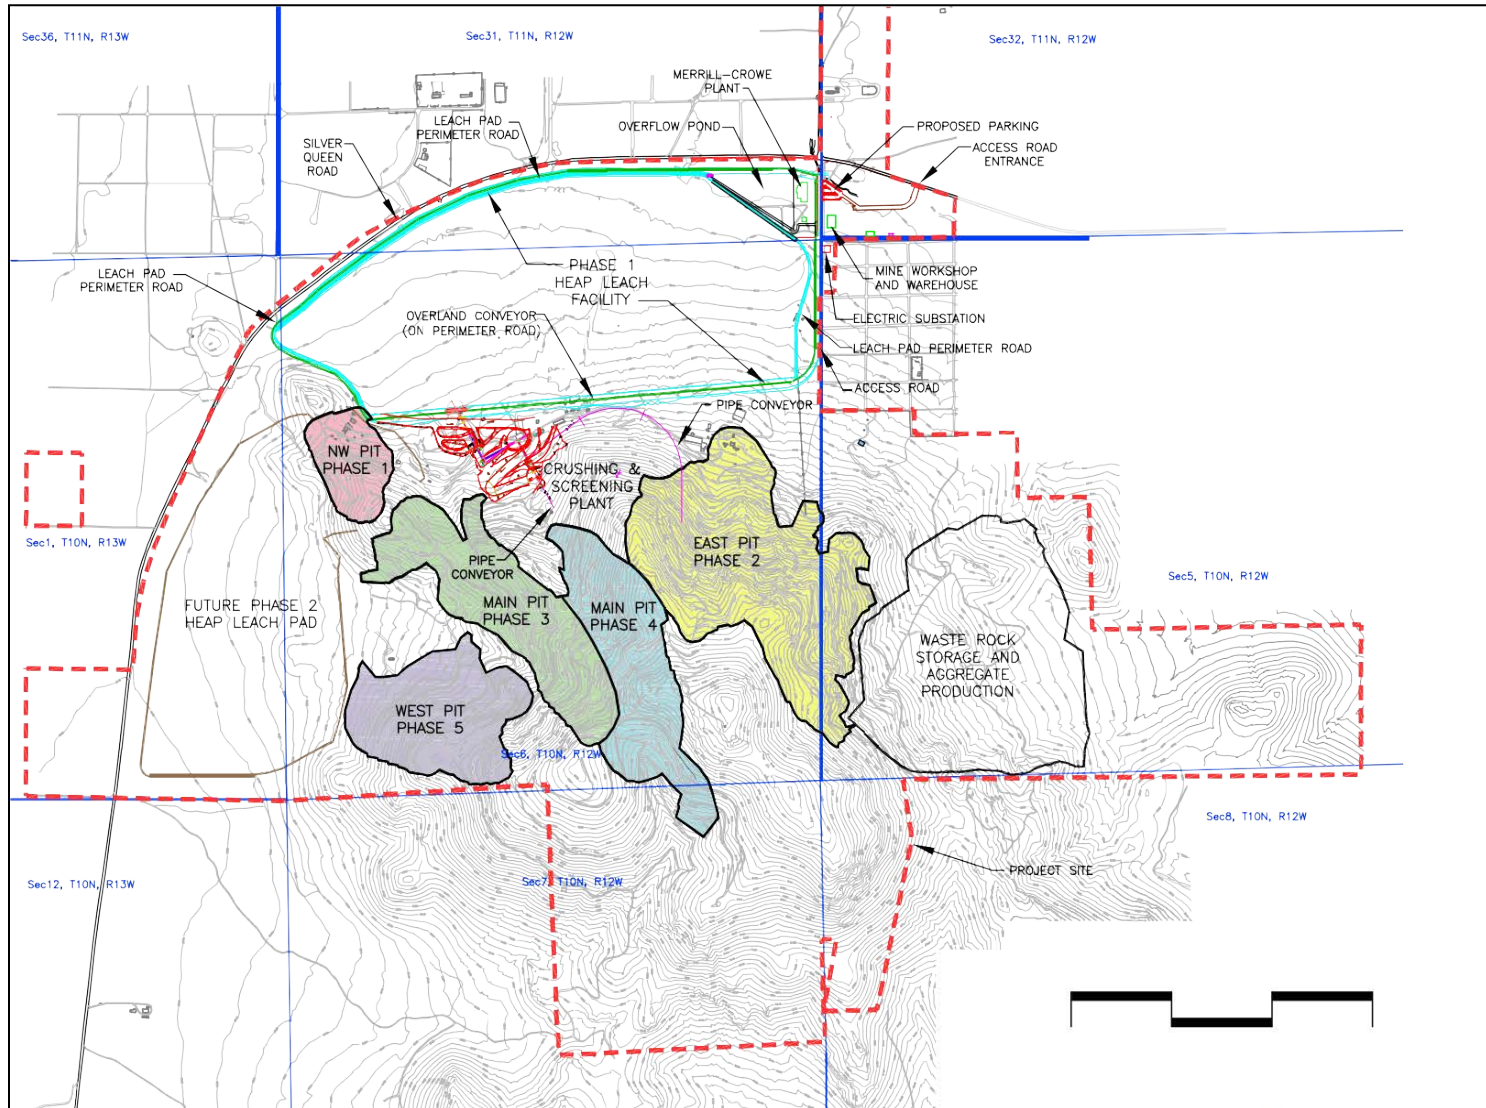 Sec36, T11N, R13W
Sec31, T11N, R12W
Sec32, T11N, R12W
MERRILL-CROWE
PLANT
LEACH PAD
PERIMETER ROAD
OVERFLOW POND
PROPOSED PARKING
SILVER
QUEEN
ROAD
ACCESS ROAD
ENTRANCE
LEACH PAD
PERIMETER ROAD
PHASE 1
HEAP LEACH
FACILITY
MINE WORKSHOP
AND WAREHOUSE
OVERLAND CONVEYOR
(ON PERIMETER ROAD)
ELECTRIC SUBSTATION
LEACH PAD PERIMETER ROAD
ACCESS ROAD
PIPE CONVEYOR
NW PIT
PHASE 1
CRUSHING &
SCREENING
PLANT
Sec1, T10N, R13W
EAST PIT
PHASE 2
PIPE
CONVEYOR
Sec5, T10N, R12W
FUTURE PHASE 2
HEAP LEACH PAD
MAIN PIT
PHASE 3
MAIN PIT
PHASE 4
WASTE ROCK
STORAGE AND
AGGREGATE
PRODUCTION
WEST PIT
PHASE 5
Sec6, T10N, R12W
Sec8, T10N, R12W
PROJECT SITE
Sec12, T10N, R13W
Sec7, T10N, R12W